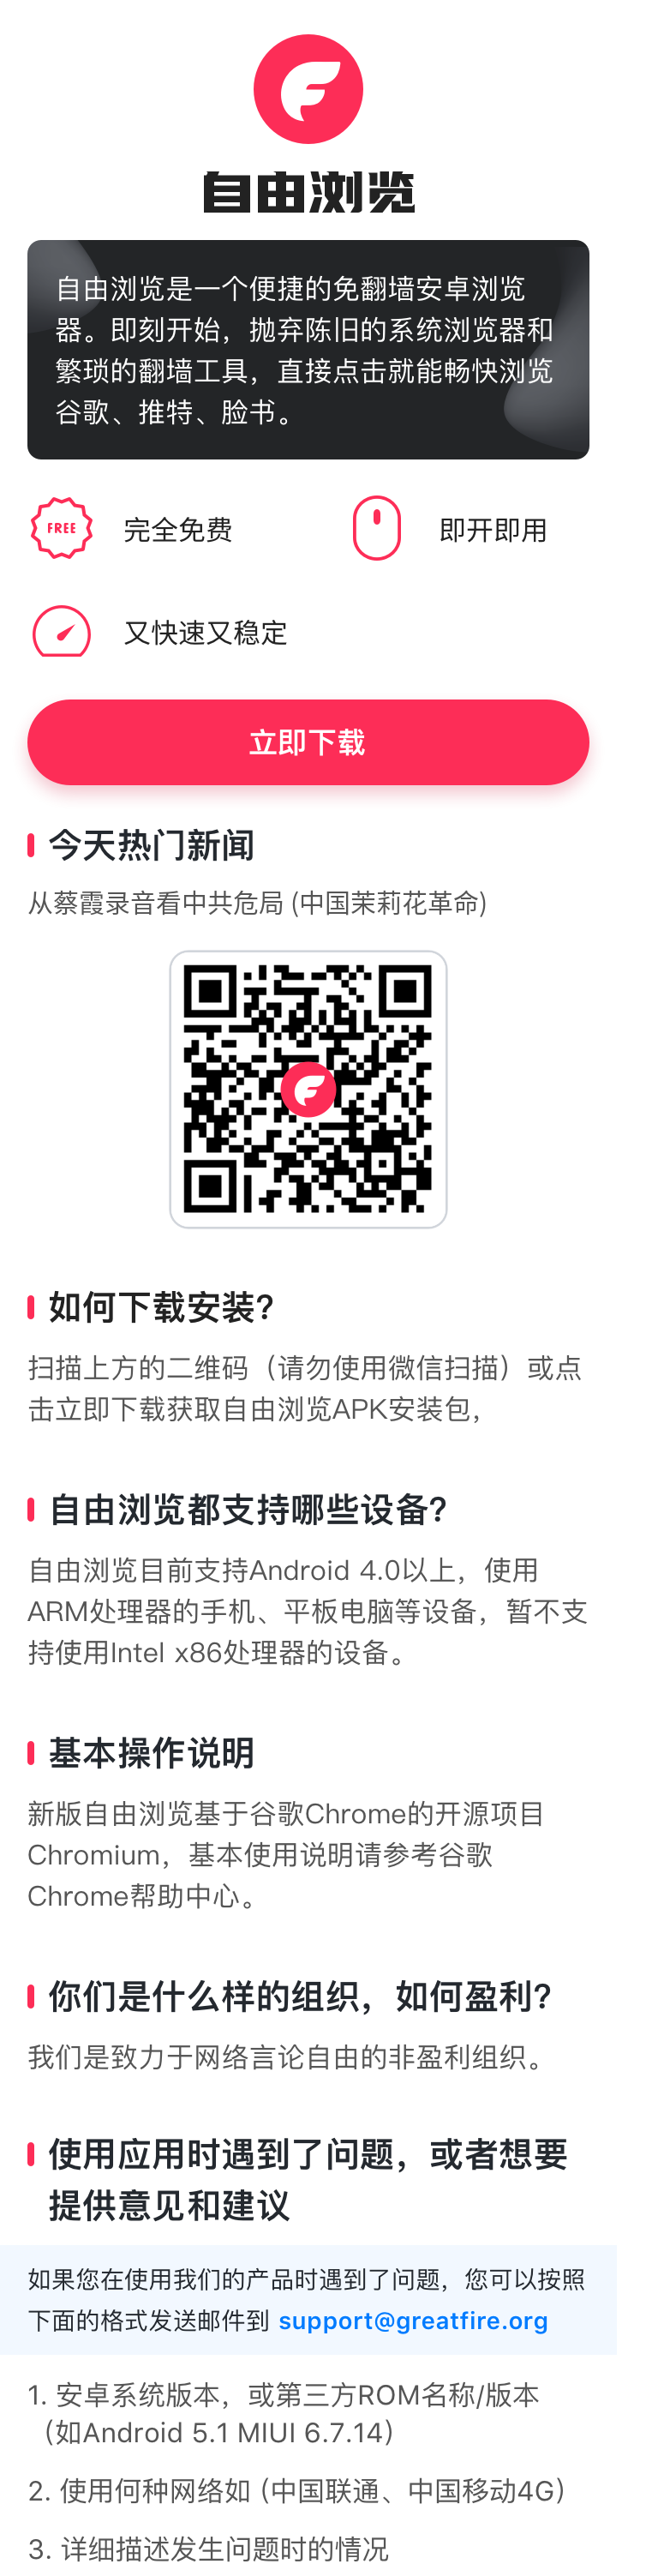 自由浏览
自由浏览是一个便捷的免翻墙安卓浏览
器。即刻开始，抛弃陈旧的系统浏览器和
繁琐的翻墙工具，直接点击就能畅快浏览
谷歌、推特、脸书。
FREE
完全免费
即开即用
又快速又稳定
立即下载
今天热门新闻
从蔡霞录音看中共危局 (中国茉莉花革命)
如何下载安装?
扫描上方的二维码（请勿使用微信扫描）或点
击立即下载获取自由浏览APK安装包，
自由浏览都支持哪些设备?
自由浏览目前支持Android 4.0以上，使用
ARM处理器的手机、平板电脑等设备，暂不支
持使用Intel x86处理器的设备。
基本操作说明
新版自由浏览基于谷歌Chrome的开源项目
Chromium，基本使用说明请参考谷歌
Chrome帮助中心。
你们是什么样的组织，如何盈利?
我们是致力于网络言论自由的非盈利组织。
使用应用时遇到了问题，或者想要
提供意见和建议
如果您在使用我们的产品时遇到了问题，您可以按照
下面的格式发送邮件到 support@greatfire.org
1. 安卓系统版本，或第三方ROM名称/版本
（如Android 5.1 MIUI 6.7.14）
2. 使用何种网络如 (中国联通、中国移动4G）
3. 详细描述发生问题时的情况